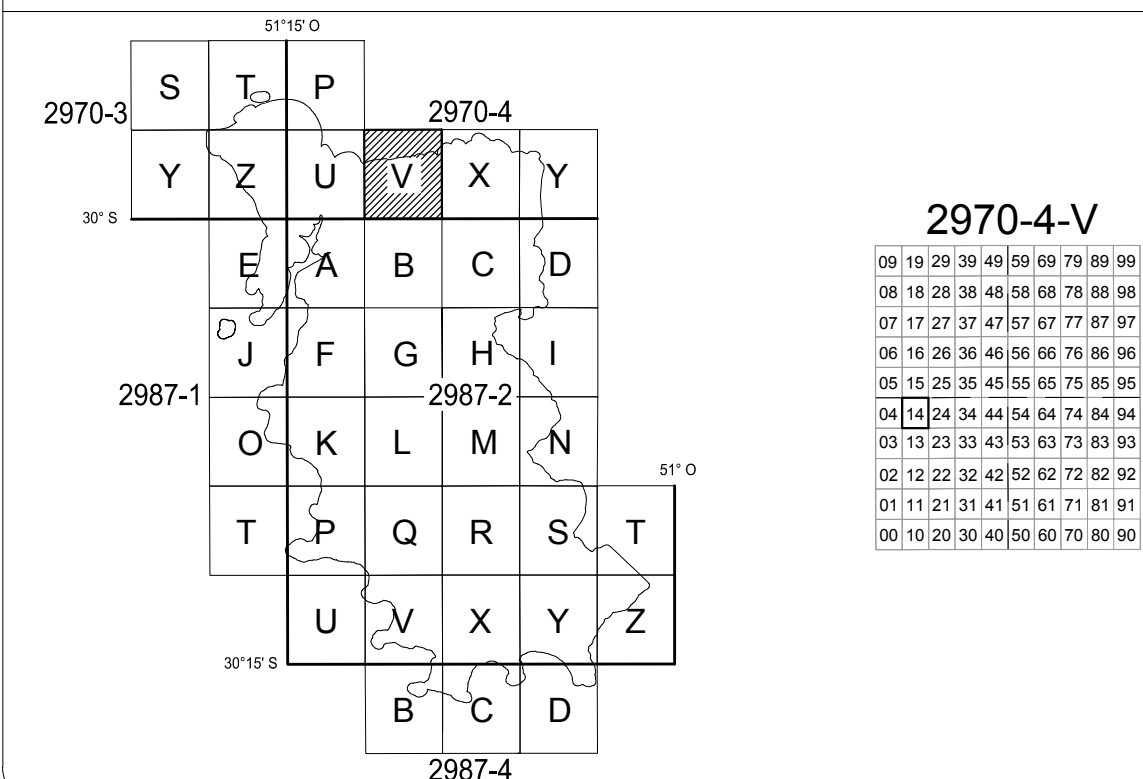 51°15' O
S T P
2970-3 2970-4
Y Z U V X Y
30° S
E A B C D
J F G H I
2987-1 2987-2
O K L M N
51° O
T P Q R S T
U V X Y Z
30°15' S
B C D
2987-4
2970-4-V
09 19 29 39 49 59 69 79 89 99
08 18 28 38 48 58 68 78 88 98
07 17 27 37 47 57 67 77 87 97
06 16 26 36 46 56 66 76 86 96
05 15 25 35 45 55 65 75 85 95
04 14 24 34 44 54 64 74 84 94
03 13 23 33 43 53 63 73 83 93
02 12 22 32 42 52 62 72 82 92
01 11 21 31 41 51 61 71 81 91
00 10 20 30 40 50 60 70 80 90